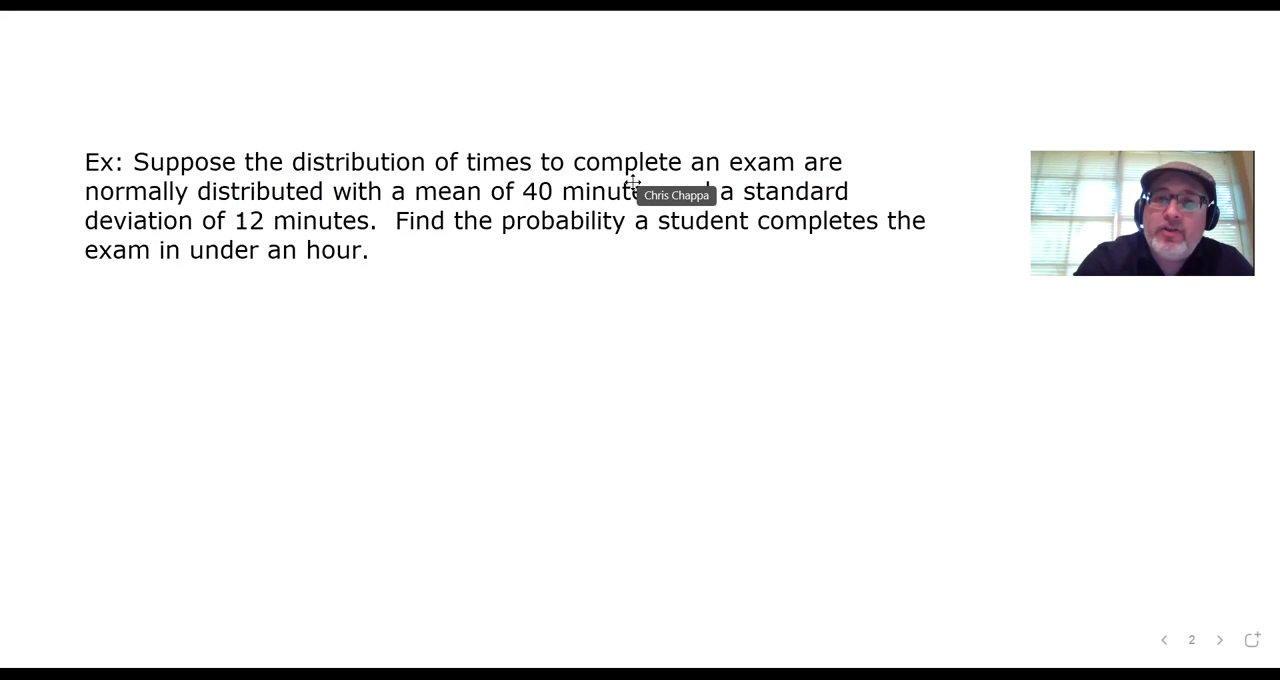 Ex: Suppose the distribution of times to complete an exam are
normally distributed with a mean of 40 a standard
Chris Chappa
deviation of 12 minutes. Find the probability a student completes the
exam in under an hour.
2